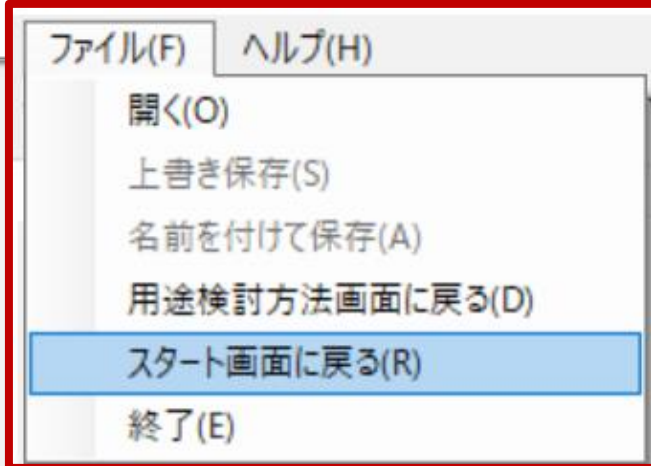 ファイル(F) ヘルプ(H)
開く(O)
上書き保存(S)
名前を付けて保存(A)
用途検討方法画面に戻る(D)
スタート画面に戻る(R)
終了(E)